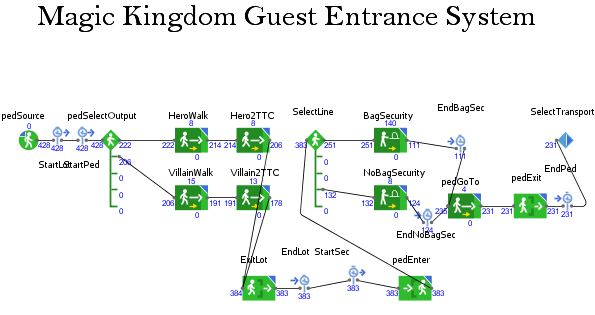 Magic Kingdom Guest Entrance System
EndBagSec
pedSource pedSelectOutput HeroWalk Hero2TTC SelectLine BagSecurity SelectTransport
0 8 8 140
428 428 428 428 222 222 214 214 206 383 251 251 111 231
StartLot StartPed 206 0 0 0 111
0 VillainWalk Villain2TTC 0 NoBagSecurity pedGoTo pedExit EndPed
0 15 13 132 8 4
206 191 191 178 132 124 235 231 231 231 231
0 0 0 0 0 124 0
EndNoBagSec
ExitLot EndLot StartSec pedEnter
384 383 383 383 383 383